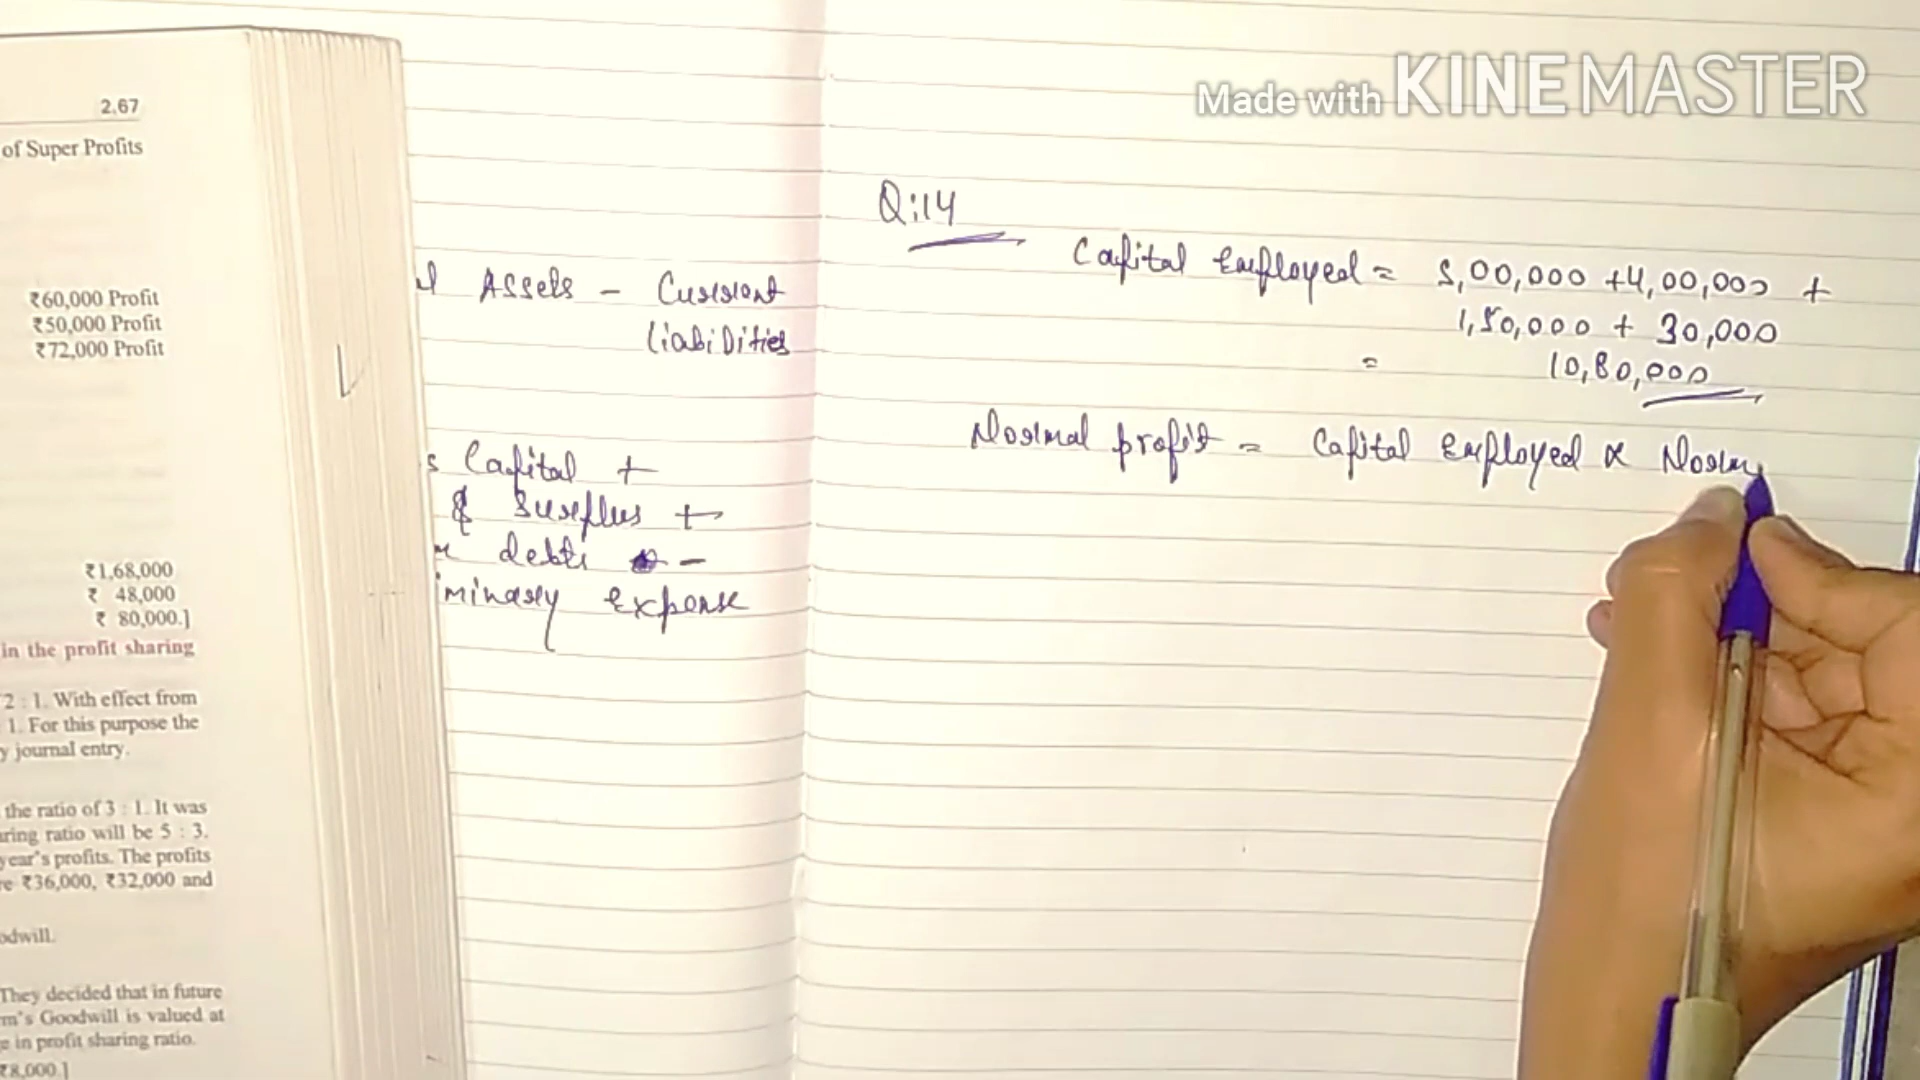 Made with KINEMASTER
2.67
of Super Profits
₹60,000 Profit
₹50,000 Profit
₹72,000 Profit
₹1,68,000
₹ 48,000
₹ 80,000.]
in the profit sharing
2 : 1. With effect from
1. For this purpose the
y journal entry.
the ratio of 3 : 1. It was
aring ratio will be 5 : 3.
year's profits. The profits
re ₹36,000, ₹32,000 and
odwill.
They decided that in future
m's Goodwill is valued at
e in profit sharing ratio.
₹8,000.]
Assets - Current
liabilities
s Capital +
& Surplus +
debts -
iminary expense
Q:14
Capital Employed = 5,00,000 + 4,00,000 +
1,50,000 + 30,000
= 10,80,000
Normal profit = Capital Employed x Norm